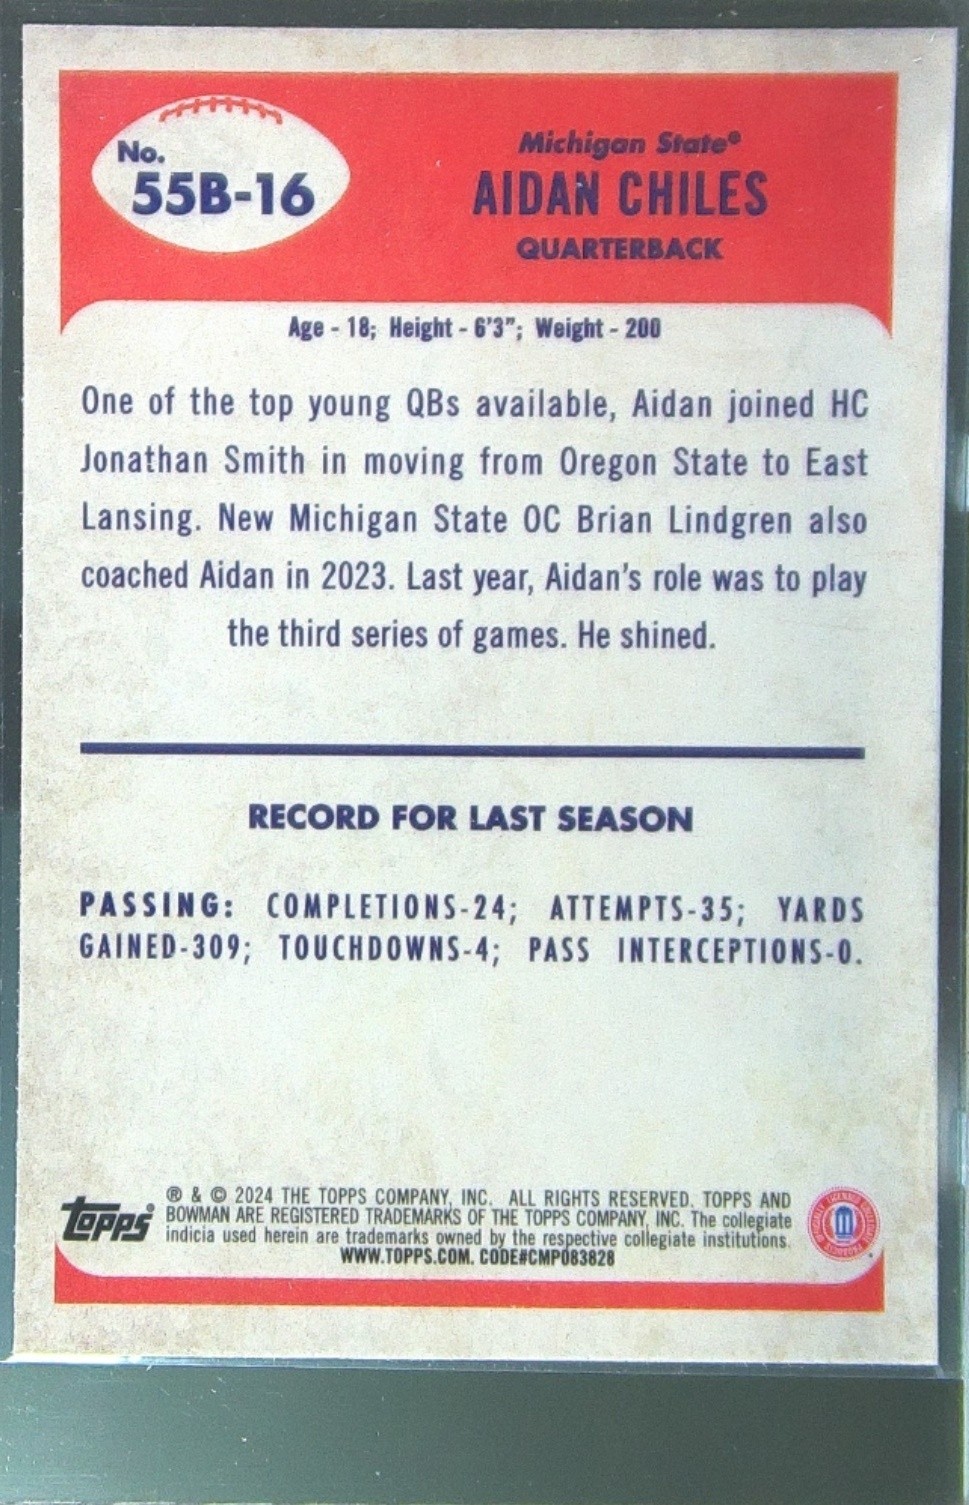 No.
55B-16
Michigan State®
AIDAN CHILES
QUARTERBACK
Age - 18; Height - 6'3"; Weight - 200
One of the top young QBs available, Aidan joined HC
Jonathan Smith in moving from Oregon State to East
Lansing. New Michigan State OC Brian Lindgren also
coached Aidan in 2023. Last year, Aidan's role was to play
the third series of games. He shined.
RECORD FOR LAST SEASON
PASSING: COMPLETIONS-24; ATTEMPTS-35; YARDS
GAINED-309; TOUCHDOWNS-4; PASS INTERCEPTIONS-0.
topps
® & © 2024 THE TOPPS COMPANY, INC. ALL RIGHTS RESERVED. TOPPS AND
BOWMAN ARE REGISTERED TRADEMARKS OF THE TOPPS COMPANY, INC. The collegiate
indicia used herein are trademarks owned by the respective collegiate institutions.
WWW.TOPPS.COM. CODE#CMP083828